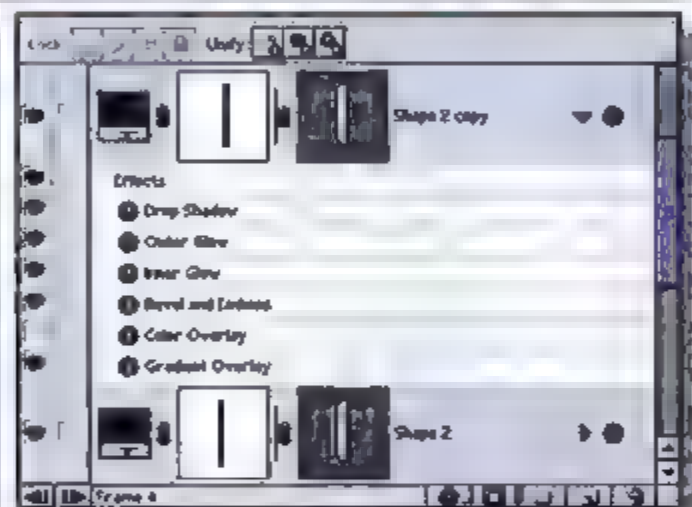 Lock: Unify:
Shape 2 copy
Effects
Drop Shadow
Outer Glow
Inner Glow
Bevel and Emboss
Color Overlay
Gradient Overlay
Shape 2
Frame 4